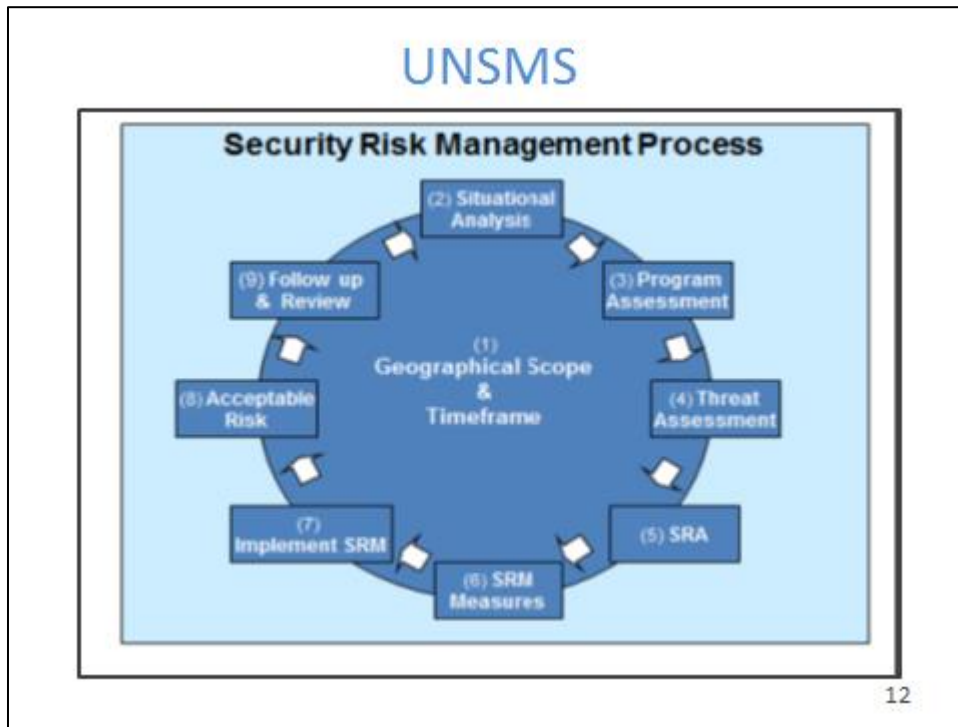 UNSMS
Security Risk Management Process
(1)
Geographical Scope
&
Timeframe
(2) Situational
Analysis
(3) Program
Assessment
(4) Threat
Assessment
(5) SRA
(6) SRM
Measures
(7)
Implement SRM
(8) Acceptable
Risk
(9) Follow up
& Review
12